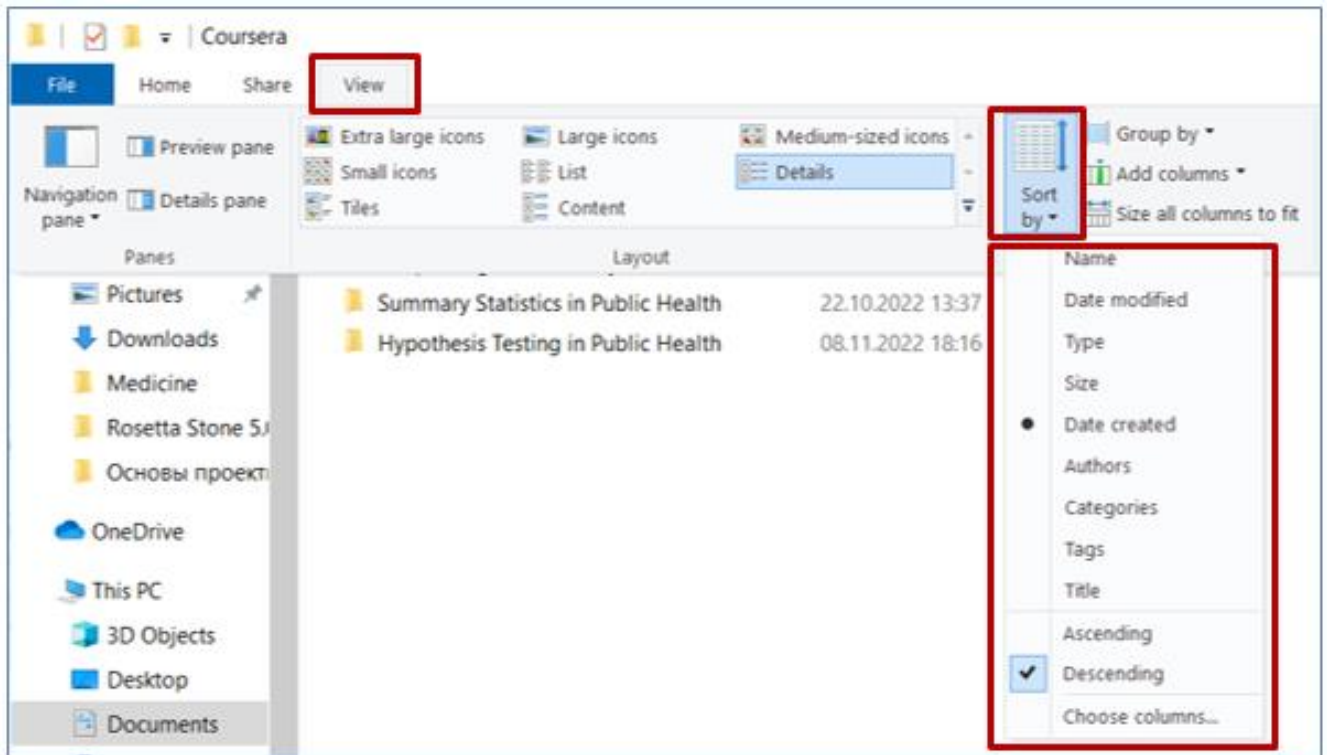 Coursera
File Home Share View
Preview pane
Details pane
Navigation
pane
Panes
Extra large icons Large icons Medium-sized icons
Small icons List Details
Tiles Content
Layout
Sort
by
Group by
Add columns
Size all columns to fit
Pictures
Downloads
Medicine
Rosetta Stone 5.
Основы проект
OneDrive
This PC
3D Objects
Desktop
Documents
Summary Statistics in Public Health 22.10.2022 13:37
Hypothesis Testing in Public Health 08.11.2022 18:16
Name
Date modified
Type
Size
Date created
Authors
Categories
Tags
Title
Ascending
Descending
Choose columns...